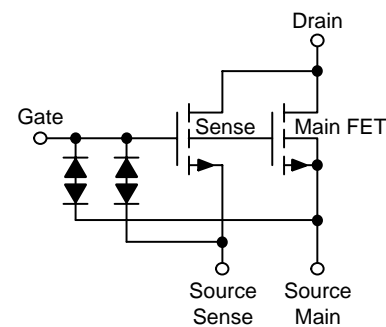 Drain
Gate
Sense
Main FET
Source
Sense
Source
Main